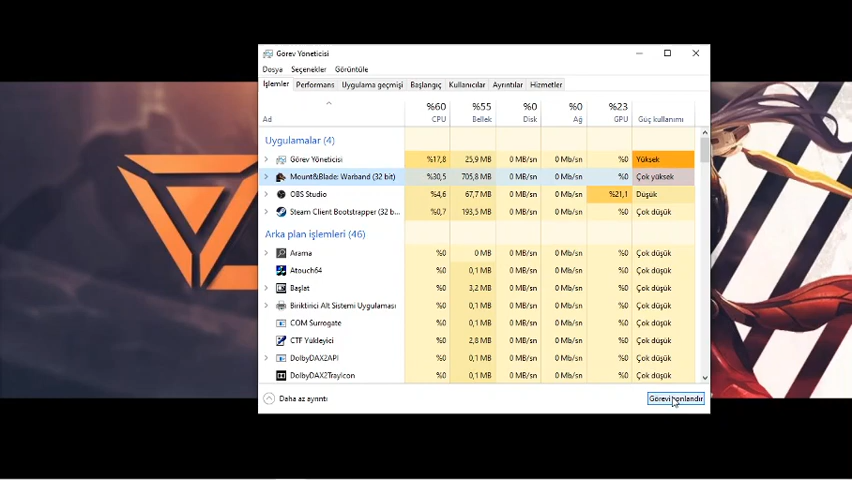 Görev Yöneticisi
Dosya Seçenekler Görüntüle
İşlemler Performans Uygulama geçmişi Başlangıç Kullanıcılar Ayrıntılar Hizmetler
%60 %55 %0 %0 %23
Ad CPU Bellek Disk Ağ GPU Güç kullanımı
Uygulamalar (4)
Görev Yöneticisi %17,8 25,9 MB 0 MB/sn 0 Mb/sn %0 Yüksek
Mount&Blade: Warband (32 bit) %30,5 705,8 MB 0 MB/sn 0 Mb/sn %0 Çok yüksek
OBS Studio %4,6 67,7 MB 0 MB/sn 0 Mb/sn %21,1 Düşük
Steam Client Bootstrapper (32 b... %0,7 193,5 MB 0 MB/sn 0 Mb/sn %0 Çok düşük
Arka plan işlemleri (46)
Arama %0 0 MB 0 MB/sn 0 Mb/sn %0 Çok düşük
Atouch64 %0 0,1 MB 0 MB/sn 0 Mb/sn %0 Çok düşük
Başlat %0 3,2 MB 0 MB/sn 0 Mb/sn %0 Çok düşük
Biriktirici Alt Sistemi Uygulaması %0 0,1 MB 0 MB/sn 0 Mb/sn %0 Çok düşük
COM Surrogate %0 0,1 MB 0 MB/sn 0 Mb/sn %0 Çok düşük
CTF Yükleyici %0 2,8 MB 0 MB/sn 0 Mb/sn %0 Çok düşük
DolbyDAX2API %0 0,1 MB 0 MB/sn 0 Mb/sn %0 Çok düşük
DolbyDAX2TrayIcon %0 0,1 MB 0 MB/sn 0 Mb/sn %0 Çok düşük
Daha az ayrıntı Görevi sonlandır